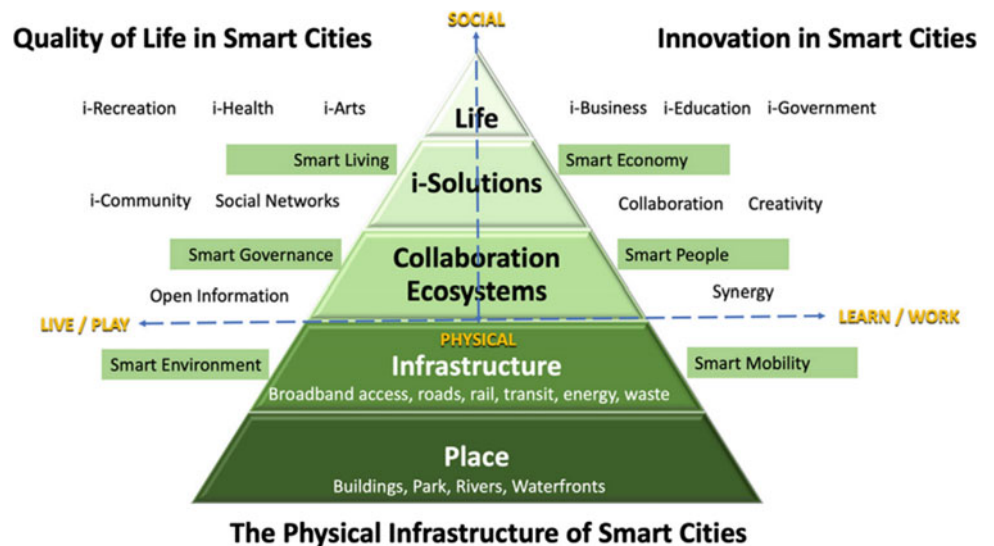 SOCIAL
Quality of Life in Smart Cities
Innovation in Smart Cities
i-Recreation
i-Health
i-Arts
Life
i-Business
i-Education
i-Government
Smart Living
i-Solutions
Smart Economy
i-Community
Social Networks
Collaboration
Creativity
Smart Governance
Collaboration
Ecosystems
Smart People
Open Information
Synergy
LIVE / PLAY
LEARN / WORK
PHYSICAL
Smart Environment
Infrastructure
Smart Mobility
Broadband access, roads, rail, transit, energy, waste
Place
Buildings, Park, Rivers, Waterfronts
The Physical Infrastructure of Smart Cities